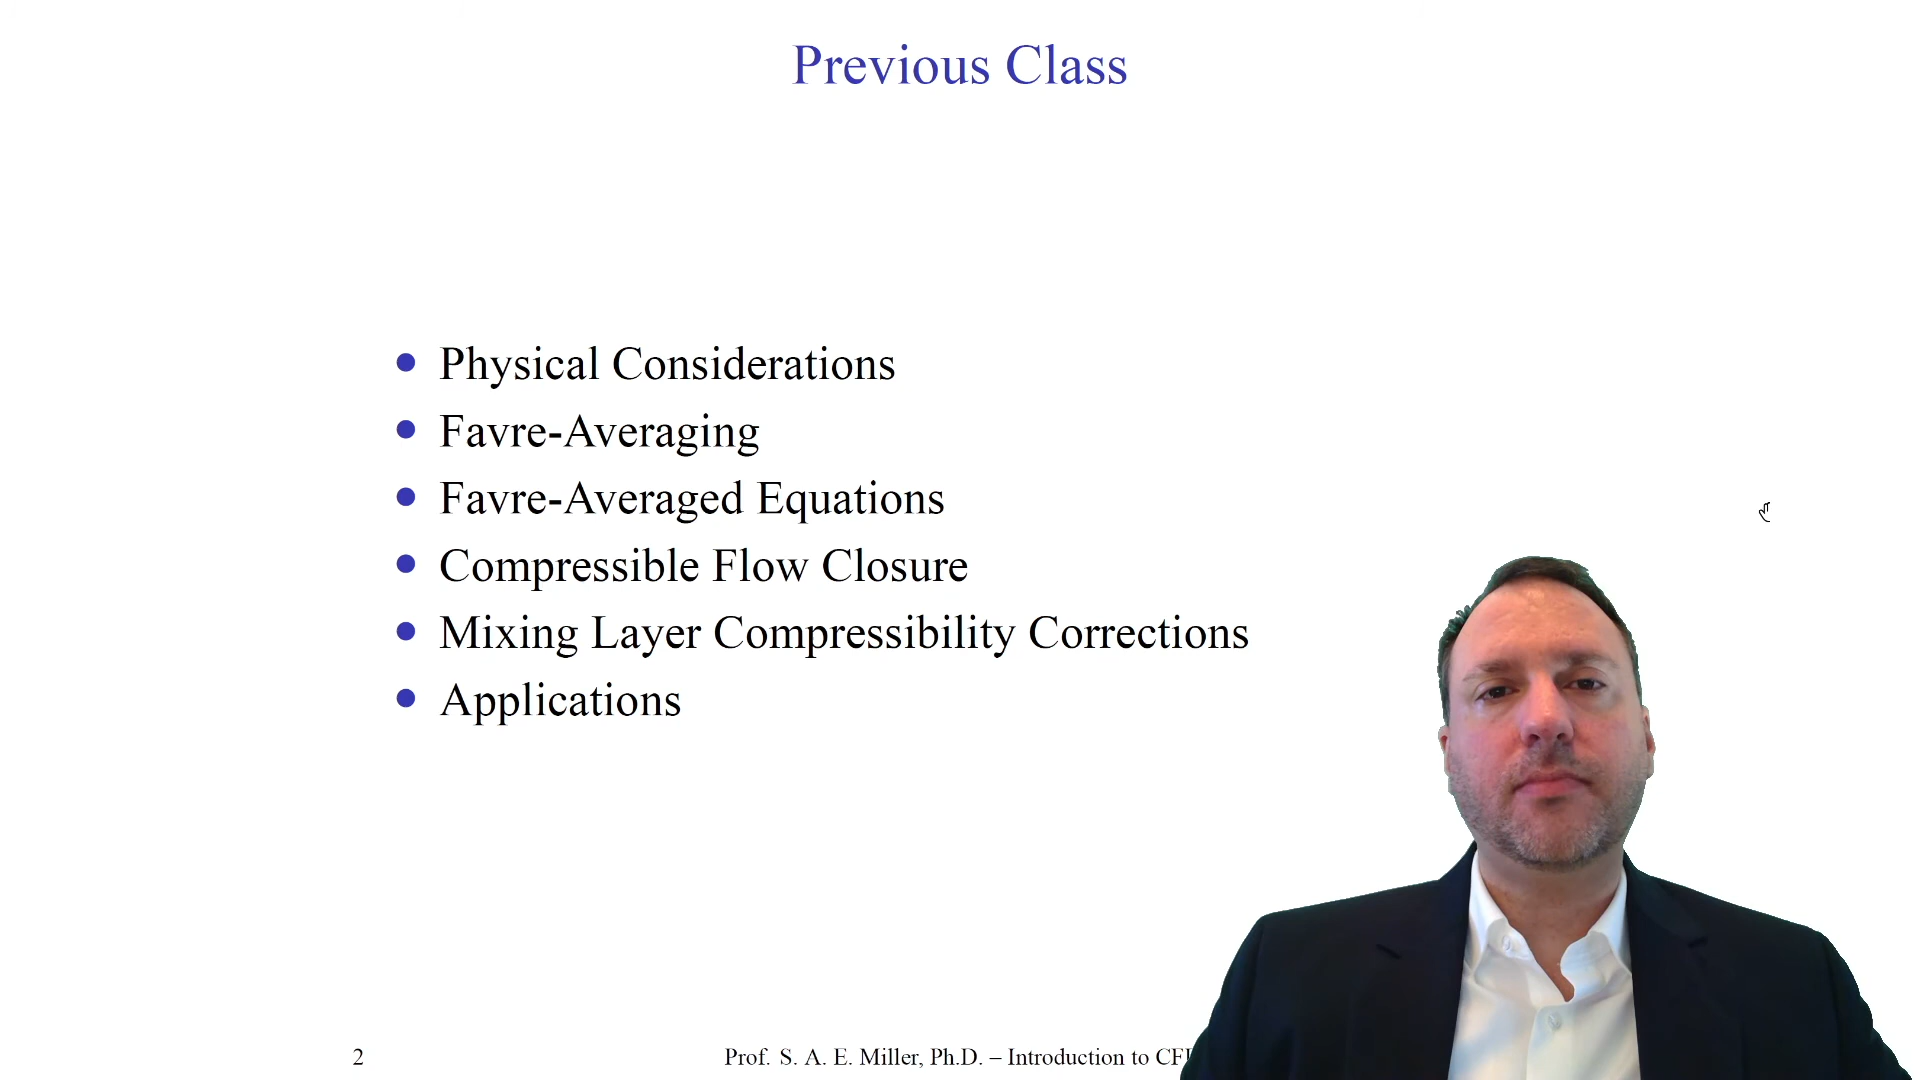 Previous Class
Physical Considerations
Favre-Averaging
Favre-Averaged Equations
Compressible Flow Closure
Mixing Layer Compressibility Corrections
Applications
2
Prof. S. A. E. Miller, Ph.D. – Introduction to